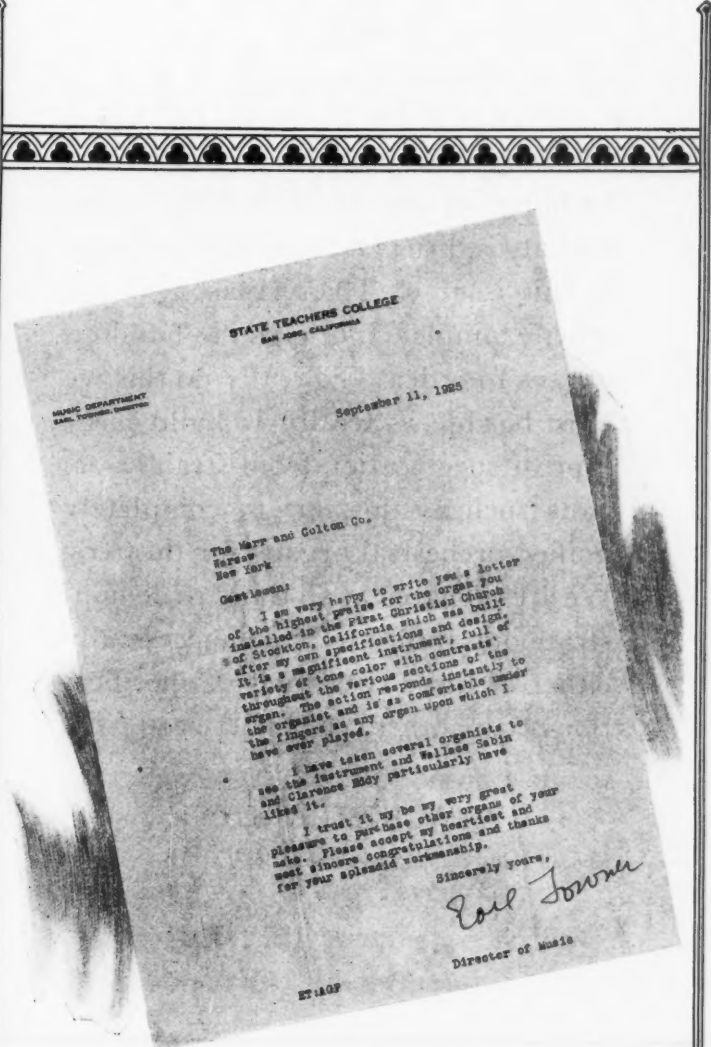 STATE TEACHERS COLLEGE
SAN JOSE, CALIFORNIA
MUSIC DEPARTMENT
EARL TOWNER, DIRECTOR
September 11, 1925
The Marr and Colton Co.
Warsaw
New York
Gentlemen:
I am very happy to write you a letter
of the highest praise for the organ you
installed in the First Christian Church
of Stockton, California which was built
after my own specifications and design.
It is a magnificent instrument, full of
variety of tone color with contrasts
throughout the various sections of the
organ. The action responds instantly to
the organist and is as comfortable under
the fingers as any organ upon which I
have ever played.
I have taken several organists to
see the instrument and Wallace Sabin
and Clarence Eddy particularly have
liked it.
I trust it my be my very great
pleasure to purchase other organs of your
make. Please accept my heartiest and
most sincere congratulations and thanks
for your splendid workmanship.
Sincerely yours,
Earl Towner
Director of Music
ET:AGF